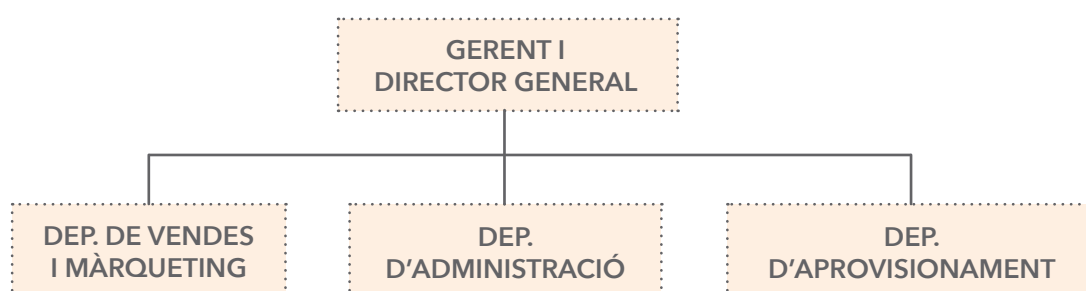 GERENT I
DIRECTOR GENERAL
DEP. DE VENDES
I MÀRQUETING
DEP.
D'ADMINISTRACIÓ
DEP.
D'APROVISIONAMENT